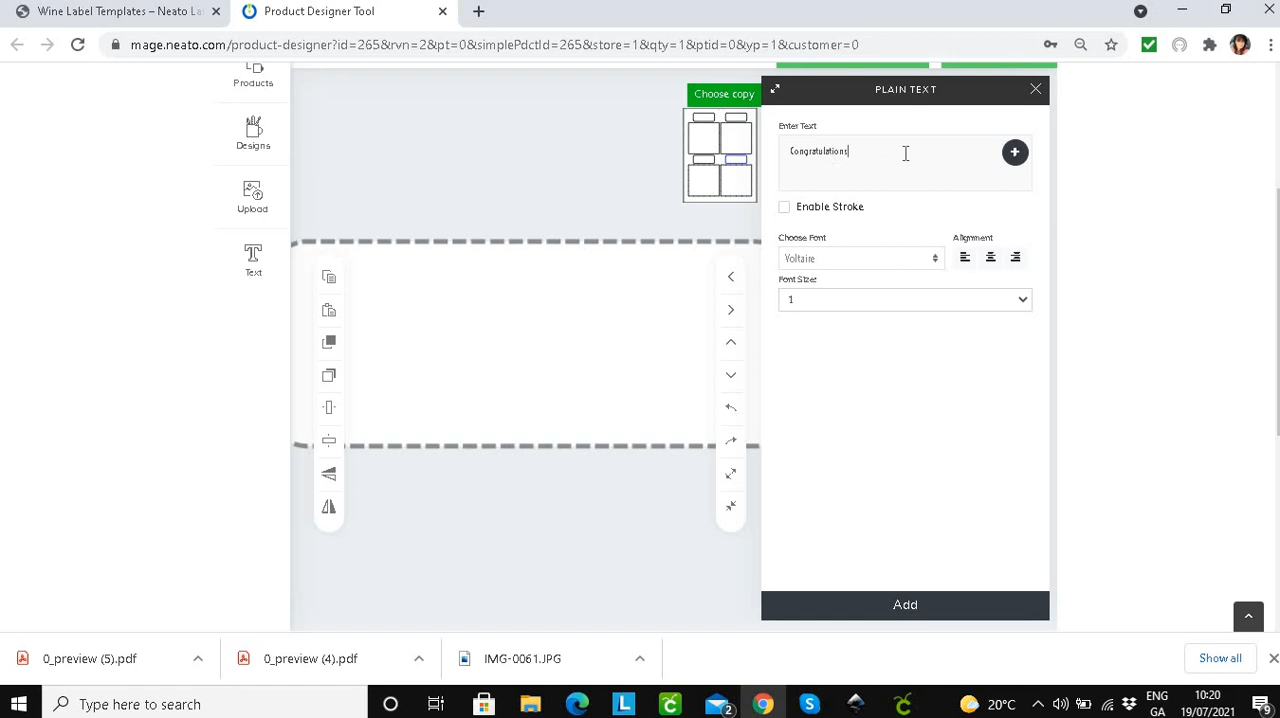 Wine Label Templates – Neato La
Product Designer Tool
mage.neato.com/product-designer?id=265&rvn=2&pt=0&simplePdctId=265&store=1&qty=1&ptid=0&yp=1&customer=0
Products
Designs
Upload
Text
Choose copy
PLAIN TEXT
Enter Text
Congratulations
Enable Stroke
Choose Font
Alignment
Voltaire
Font Size:
1
Add
0_preview (5).pdf
0_preview (4).pdf
IMG-0061.JPG
Show all
Type here to search
2
20°C
ENG
GA
10:20
19/07/2021
9